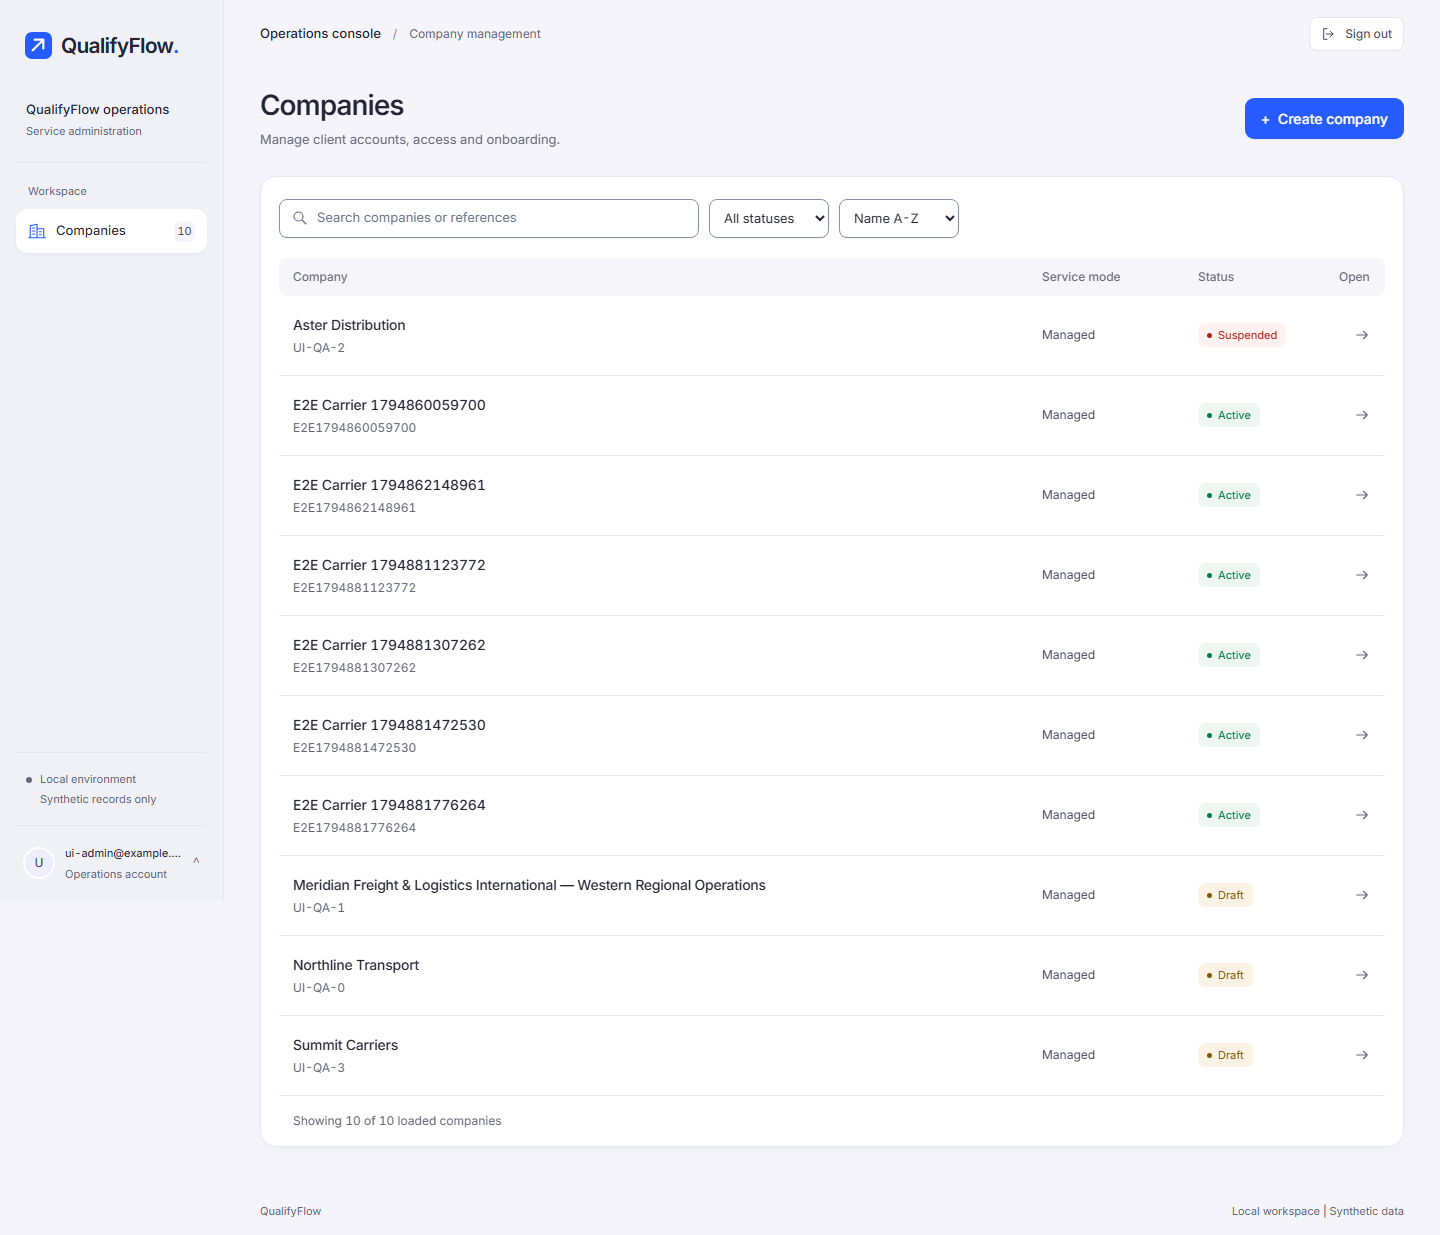 QualifyFlow.
QualifyFlow operations
Service administration
Workspace
Companies 10
Local environment
Synthetic records only
U
ui-admin@example....
Operations account
Operations console / Company management
Sign out
Companies
Manage client accounts, access and onboarding.
+ Create company
Search companies or references
All statuses
Name A-Z
Company Service mode Status Open
Aster Distribution
UI-QA-2
Managed
Suspended
E2E Carrier 1794860059700
E2E1794860059700
Managed
Active
E2E Carrier 1794862148961
E2E1794862148961
Managed
Active
E2E Carrier 1794881123772
E2E1794881123772
Managed
Active
E2E Carrier 1794881307262
E2E1794881307262
Managed
Active
E2E Carrier 1794881472530
E2E1794881472530
Managed
Active
E2E Carrier 1794881776264
E2E1794881776264
Managed
Active
Meridian Freight & Logistics International — Western Regional Operations
UI-QA-1
Managed
Draft
Northline Transport
UI-QA-0
Managed
Draft
Summit Carriers
UI-QA-3
Managed
Draft
Showing 10 of 10 loaded companies
QualifyFlow
Local workspace | Synthetic data